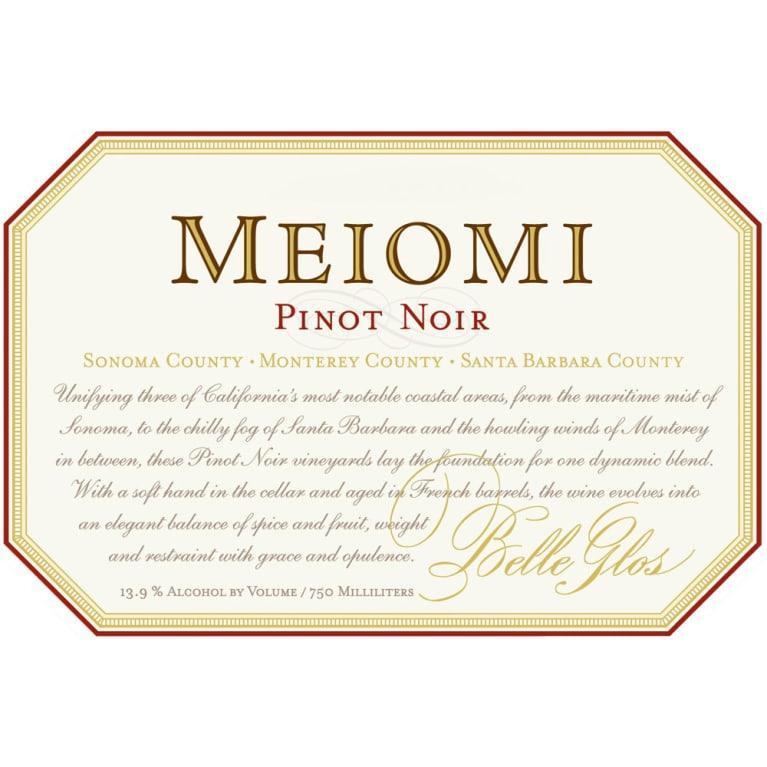 MEIOMI
PINOT NOIR
SONOMA COUNTY • MONTEREY COUNTY • SANTA BARBARA COUNTY
Unifying three of California's most notable coastal areas, from the maritime mist of
Sonoma, to the chilly fog of Santa Barbara and the howling winds of Monterey
in between, these Pinot Noir vineyards lay the foundation for one dynamic blend.
With a soft hand in the cellar and aged in French barrels, the wine evolves into
an elegant balance of spice and fruit, weight
and restraint with grace and opulence.
Belle Glos
13.9 % ALCOHOL BY VOLUME / 750 MILLILITERS